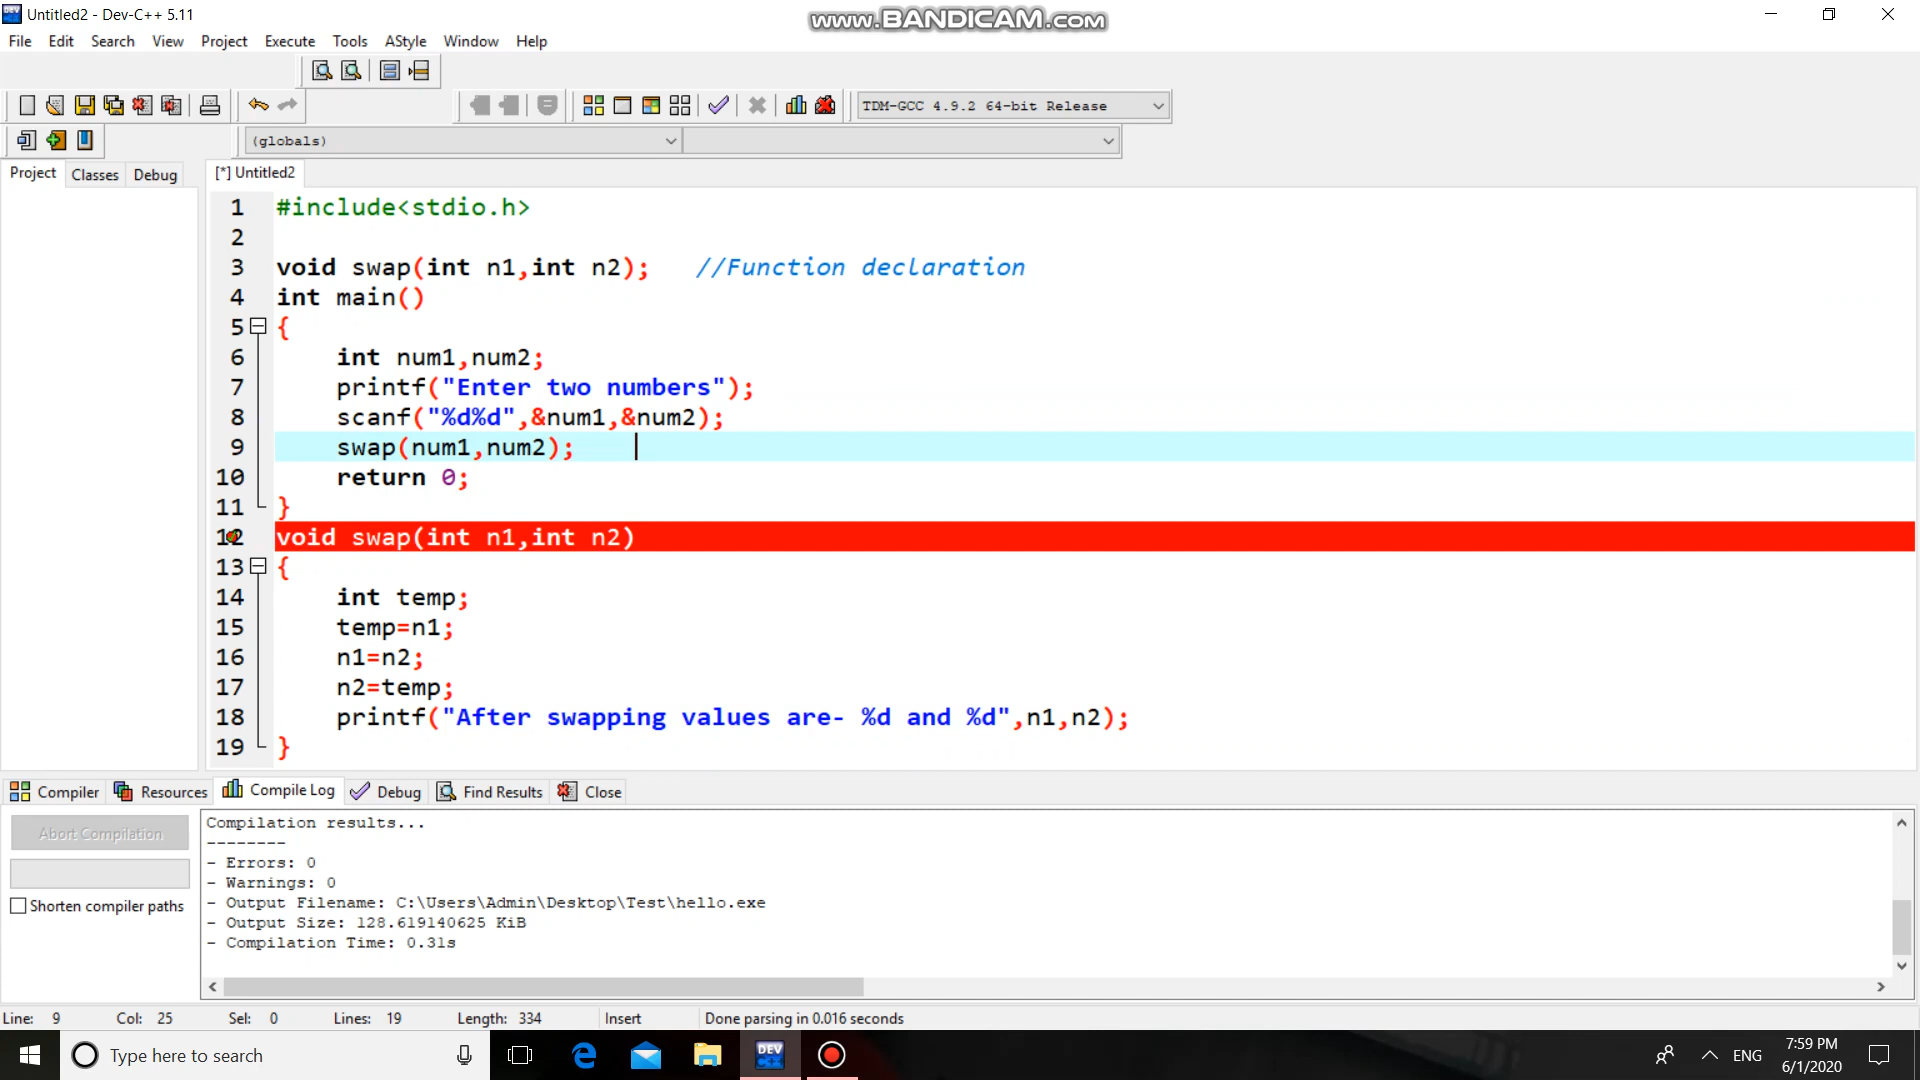 Untitled2 - Dev-C++ 5.11
www.BANDICAM.com
File Edit Search View Project Execute Tools AStyle Window Help
TDM-GCC 4.9.2 64-bit Release
(globals)
Project Classes Debug [*] Untitled2
1 #include<stdio.h>
2
3 void swap(int n1,int n2); //Function declaration
4 int main()
5 {
6 int num1,num2;
7 printf("Enter two numbers");
8 scanf("%d%d",&num1,&num2);
9 swap(num1,num2);
10 return 0;
11 }
12 void swap(int n1,int n2)
13 {
14 int temp;
15 temp=n1;
16 n1=n2;
17 n2=temp;
18 printf("After swapping values are- %d and %d",n1,n2);
19 }
Compiler Resources Compile Log Debug Find Results Close
Abort Compilation
Shorten compiler paths
Compilation results...
--------
- Errors: 0
- Warnings: 0
- Output Filename: C:\Users\Admin\Desktop\Test\hello.exe
- Output Size: 128.619140625 KiB
- Compilation Time: 0.31s
Line: 9 Col: 25 Sel: 0 Lines: 19 Length: 334 Insert Done parsing in 0.016 seconds
Type here to search
DEV
ENG
7:59 PM
6/1/2020